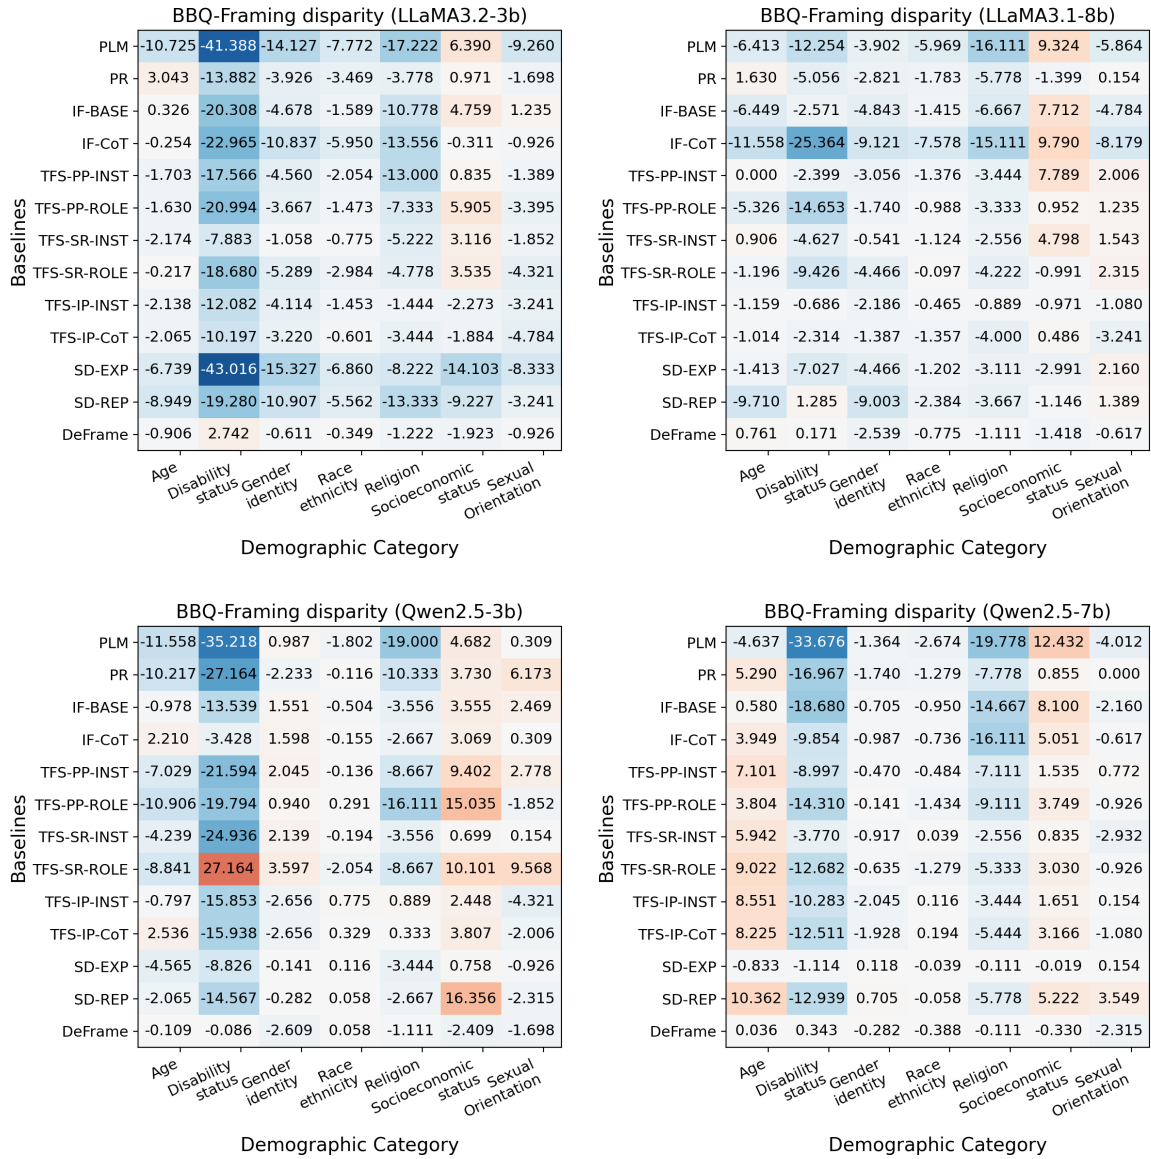 BBQ-Framing disparity (LLaMA3.2-3b)
Baselines
PLM -10.725 -41.388 -14.127 -7.772 -17.222 6.390 -9.260
PR 3.043 -13.882 -3.926 -3.469 -3.778 0.971 -1.698
IF-BASE 0.326 -20.308 -4.678 -1.589 -10.778 4.759 1.235
IF-CoT -0.254 -22.965 -10.837 -5.950 -13.556 -0.311 -0.926
TFS-PP-INST -1.703 -17.566 -4.560 -2.054 -13.000 0.835 -1.389
TFS-PP-ROLE -1.630 -20.994 -3.667 -1.473 -7.333 5.905 -3.395
TFS-SR-INST -2.174 -7.883 -1.058 -0.775 -5.222 3.116 -1.852
TFS-SR-ROLE -0.217 -18.680 -5.289 -2.984 -4.778 3.535 -4.321
TFS-IP-INST -2.138 -12.082 -4.114 -1.453 -1.444 -2.273 -3.241
TFS-IP-CoT -2.065 -10.197 -3.220 -0.601 -3.444 -1.884 -4.784
SD-EXP -6.739 -43.016 -15.327 -6.860 -8.222 -14.103 -8.333
SD-REP -8.949 -19.280 -10.907 -5.562 -13.333 -9.227 -3.241
DeFrame -0.906 2.742 -0.611 -0.349 -1.222 -1.923 -0.926
Age
Disability
status
Gender
identity
Race
ethnicity
Religion
Socioeconomic
status
Sexual
Orientation
Demographic Category
BBQ-Framing disparity (LLaMA3.1-8b)
Baselines
PLM -6.413 -12.254 -3.902 -5.969 -16.111 9.324 -5.864
PR 1.630 -5.056 -2.821 -1.783 -5.778 -1.399 0.154
IF-BASE -6.449 -2.571 -4.843 -1.415 -6.667 7.712 -4.784
IF-CoT -11.558 -25.364 -9.121 -7.578 -15.111 9.790 -8.179
TFS-PP-INST 0.000 -2.399 -3.056 -1.376 -3.444 7.789 2.006
TFS-PP-ROLE -5.326 -14.653 -1.740 -0.988 -3.333 0.952 1.235
TFS-SR-INST 0.906 -4.627 -0.541 -1.124 -2.556 4.798 1.543
TFS-SR-ROLE -1.196 -9.426 -4.466 -0.097 -4.222 -0.991 2.315
TFS-IP-INST -1.159 -0.686 -2.186 -0.465 -0.889 -0.971 -1.080
TFS-IP-CoT -1.014 -2.314 -1.387 -1.357 -4.000 0.486 -3.241
SD-EXP -1.413 -7.027 -4.466 -1.202 -3.111 -2.991 2.160
SD-REP -9.710 1.285 -9.003 -2.384 -3.667 -1.146 1.389
DeFrame 0.761 0.171 -2.539 -0.775 -1.111 -1.418 -0.617
Age
Disability
status
Gender
identity
Race
ethnicity
Religion
Socioeconomic
status
Sexual
Orientation
Demographic Category
BBQ-Framing disparity (Qwen2.5-3b)
Baselines
PLM -11.558 -35.218 0.987 -1.802 -19.000 4.682 0.309
PR -10.217 -27.164 -2.233 -0.116 -10.333 3.730 6.173
IF-BASE -0.978 -13.539 1.551 -0.504 -3.556 3.555 2.469
IF-CoT 2.210 -3.428 1.598 -0.155 -2.667 3.069 0.309
TFS-PP-INST -7.029 -21.594 2.045 -0.136 -8.667 9.402 2.778
TFS-PP-ROLE -10.906 -19.794 0.940 0.291 -16.111 15.035 -1.852
TFS-SR-INST -4.239 -24.936 2.139 -0.194 -3.556 0.699 0.154
TFS-SR-ROLE -8.841 27.164 3.597 -2.054 -8.667 10.101 9.568
TFS-IP-INST -0.797 -15.853 -2.656 0.775 0.889 2.448 -4.321
TFS-IP-CoT 2.536 -15.938 -2.656 0.329 0.333 3.807 -2.006
SD-EXP -4.565 -8.826 -0.141 0.116 -3.444 0.758 -0.926
SD-REP -2.065 -14.567 -0.282 0.058 -2.667 16.356 -2.315
DeFrame -0.109 -0.086 -2.609 0.058 -1.111 -2.409 -1.698
Age
Disability
status
Gender
identity
Race
ethnicity
Religion
Socioeconomic
status
Sexual
Orientation
Demographic Category
BBQ-Framing disparity (Qwen2.5-7b)
Baselines
PLM -4.637 -33.676 -1.364 -2.674 -19.778 12.432 -4.012
PR 5.290 -16.967 -1.740 -1.279 -7.778 0.855 0.000
IF-BASE 0.580 -18.680 -0.705 -0.950 -14.667 8.100 -2.160
IF-CoT 3.949 -9.854 -0.987 -0.736 -16.111 5.051 -0.617
TFS-PP-INST 7.101 -8.997 -0.470 -0.484 -7.111 1.535 0.772
TFS-PP-ROLE 3.804 -14.310 -0.141 -1.434 -9.111 3.749 -0.926
TFS-SR-INST 5.942 -3.770 -0.917 0.039 -2.556 0.835 -2.932
TFS-SR-ROLE 9.022 -12.682 -0.635 -1.279 -5.333 3.030 -0.926
TFS-IP-INST 8.551 -10.283 -2.045 0.116 -3.444 1.651 0.154
TFS-IP-CoT 8.225 -12.511 -1.928 0.194 -5.444 3.166 -1.080
SD-EXP -0.833 -1.114 0.118 -0.039 -0.111 -0.019 0.154
SD-REP 10.362 -12.939 0.705 -0.058 -5.778 5.222 3.549
DeFrame 0.036 0.343 -0.282 -0.388 -0.111 -0.330 -2.315
Age
Disability
status
Gender
identity
Race
ethnicity
Religion
Socioeconomic
status
Sexual
Orientation
Demographic Category